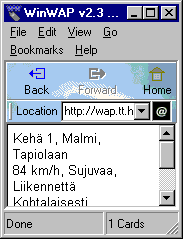 WinWAP v2.3 ...
File Edit View Go
Bookmarks Help
Back Forward Home
Location http://wap.tt.h
Kehä 1, Malmi,
Tapiolaan
84 km/h, Sujuvaa,
Liikennettä
Kohtalaisesti
Done 1 Cards